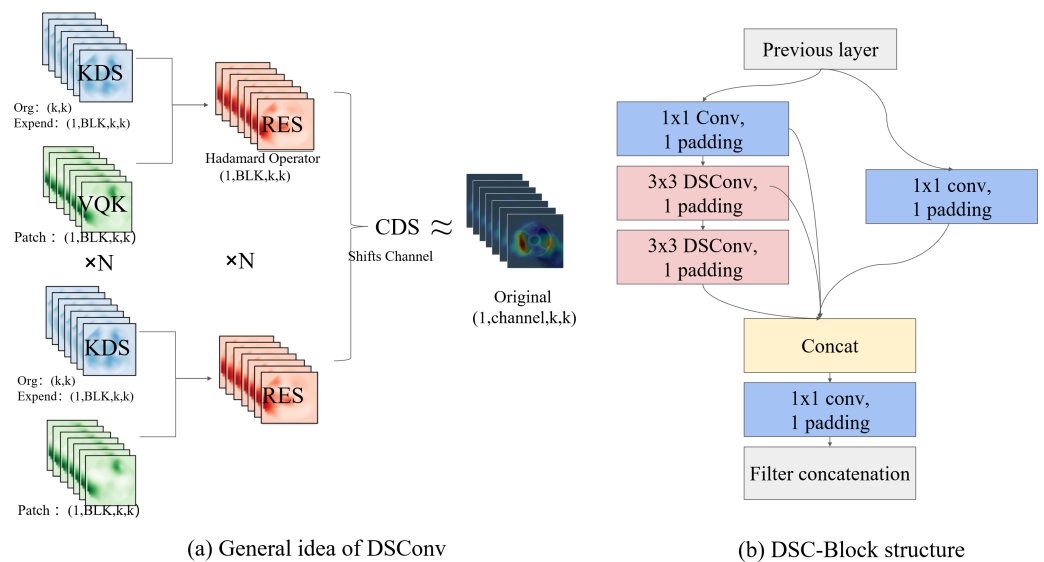 KDS
Org: (k,k)
Expend: (1,BLK,k,k)
VQK
Patch : (1,BLK,k,k)
×N
KDS
Org: (k,k)
Expend: (1,BLK,k,k)
Patch : (1,BLK,k,k)
RES
Hadamard Operator
(1,BLK,k,k)
×N
RES
CDS ≈
Shifts Channel
Original
(1,channel,k,k)
(a) General idea of DSConv
Previous layer
1x1 Conv,
1 padding
3x3 DSConv,
1 padding
3x3 DSConv,
1 padding
1x1 conv,
1 padding
Concat
1x1 conv,
1 padding
Filter concatenation
(b) DSC-Block structure